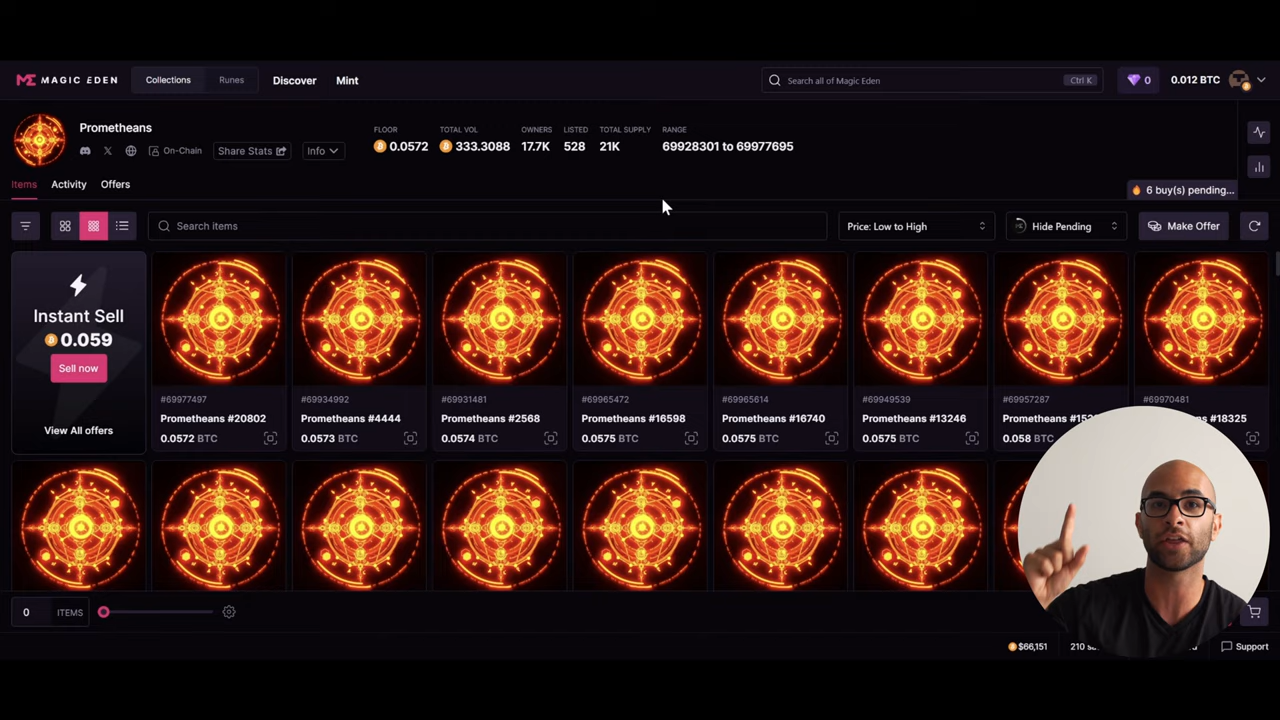 MAGIC EDEN
Collections
Runes
Discover
Mint
Search all of Magic Eden
Ctrl K
0
0.012 BTC
Prometheans
On-Chain
Share Stats
Info
FLOOR
0.0572
TOTAL VOL
333.3088
OWNERS
17.7K
LISTED
528
TOTAL SUPPLY
21K
RANGE
69928301 to 69977695
Items
Activity
Offers
6 buy(s) pending...
Search items
Price: Low to High
Hide Pending
Make Offer
Instant Sell
0.059
Sell now
View All offers
#69977497
Prometheans #20802
0.0572 BTC
#69934992
Prometheans #4444
0.0573 BTC
#69931481
Prometheans #2568
0.0574 BTC
#69965472
Prometheans #16598
0.0575 BTC
#69965614
Prometheans #16740
0.0575 BTC
#69949539
Prometheans #13246
0.0575 BTC
#69957287
Prometheans
0.058 BTC
#69970481
#18325
0 ITEMS
$66,151
210
Support